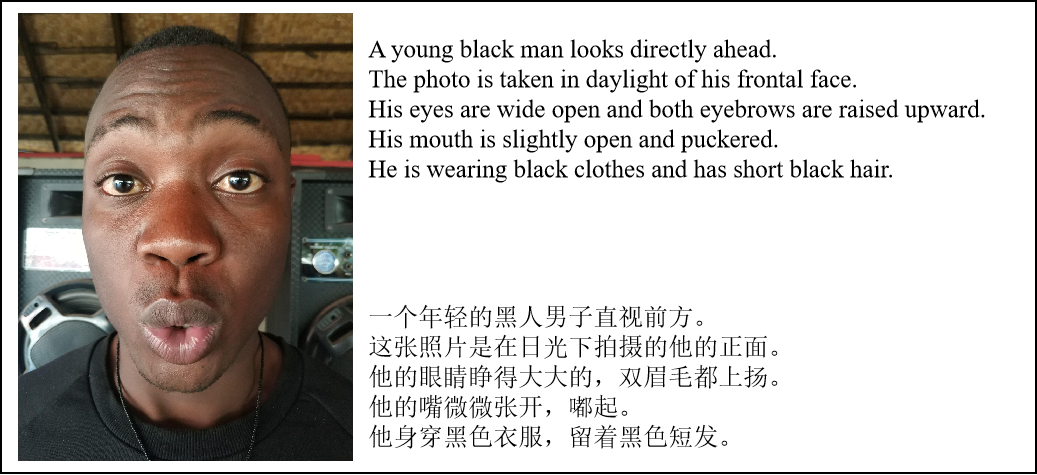 A young black man looks directly ahead.
The photo is taken in daylight of his frontal face.
His eyes are wide open and both eyebrows are raised upward.
His mouth is slightly open and puckered.
He is wearing black clothes and has short black hair.
一个年轻的黑人男子直视前方。
这张照片是在日光下拍摄的他的正面。
他的眼睛睁得大大的，双眉毛都上扬。
他的嘴微微张开，嘟起。
他身穿黑色衣服，留着黑色短发。